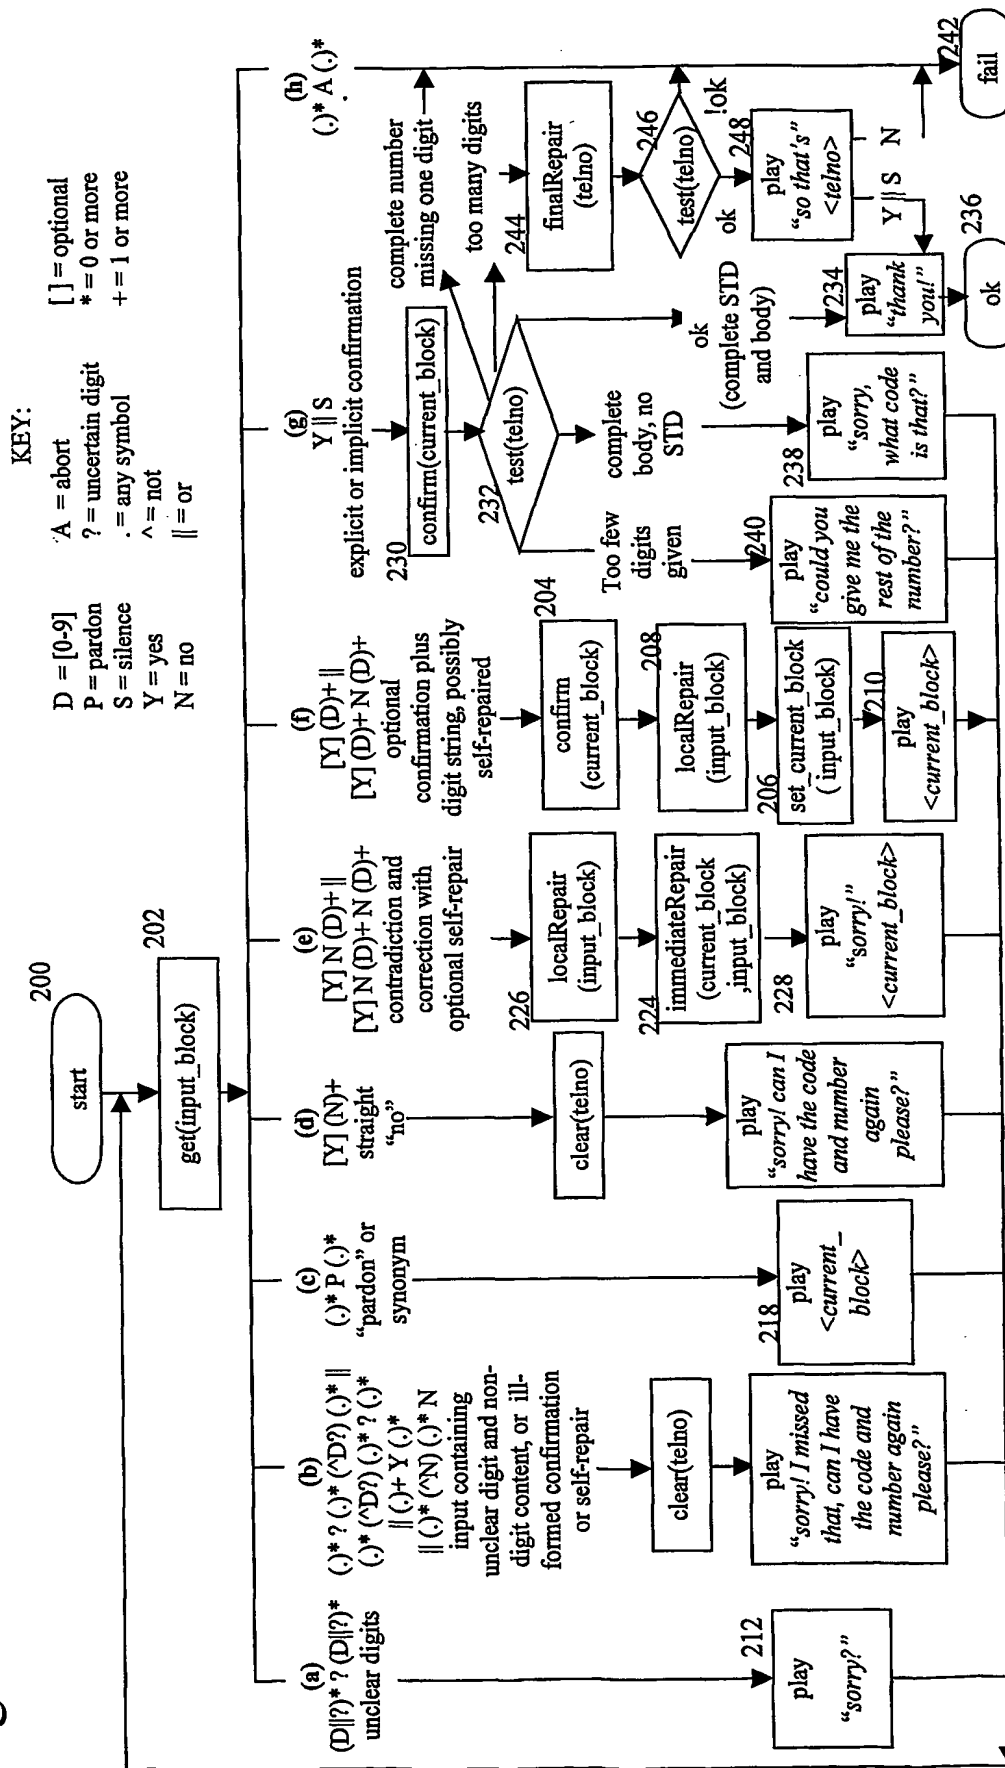 KEY:
D = [0-9]
P = pardon
S = silence
Y = yes
N = no
A = abort
? = uncertain digit
. = any symbol
^ = not
|| = or
[ ] = optional
* = 0 or more
+ = 1 or more
200
start
202
get(input_block)
(a)
(D||?)* ? (D||?)*
unclear digits
212
play
“sorry?”
(b)
(.)* ? (.)* (^D?) (.)* ||
(.)* (^D?) (.)* ? (.)*
|| (.)+ Y (.)*
|| (.)* (^N) (.)* N
input containing
unclear digit and non-
digit content, or ill-
formed confirmation
or self-repair
clear(telno)
play
“sorry! I missed
that, can I have
the code and
number again
please?”
(c)
(.)* P (.)*
“pardon” or
synonym
218
play
<current_
block>
(d)
[Y] (N)+
straight
“no”
clear(telno)
play
“sorry! can I
have the code
and number
again
please?”
(e)
[Y] N (D)+ ||
[Y] N (D)+ N (D)+
contradiction and
correction with
optional self-repair
226
localRepair
(input_block)
224
immediateRepair
(current_block
,input_block)
228
play
“sorry!”
<current_block>
(f)
[Y] (D)+ ||
[Y] (D)+ N (D)+
optional
confirmation plus
digit string, possibly
self-repaired
204
confirm
(current_block)
208
localRepair
(input_block)
206
set_current_block
( input_block)
210
play
<current_block>
(g)
Y || S
explicit or implicit confirmation
230
confirm(current_block)
232
test(telno)
Too few
digits
given
240
play
“could you
give me the
rest of the
number?”
complete
body, no
STD
238
play
“sorry,
what code
is that?”
ok
(complete STD
and body)
234
play
“thank
you!”
236
ok
complete number
missing one digit
too many digits
244
finalRepair
(telno)
246
test(telno)
!ok
ok
248
play
“so that's”
<telno>
Y || S
N
(h)
(.)* A (.)*
242
fail